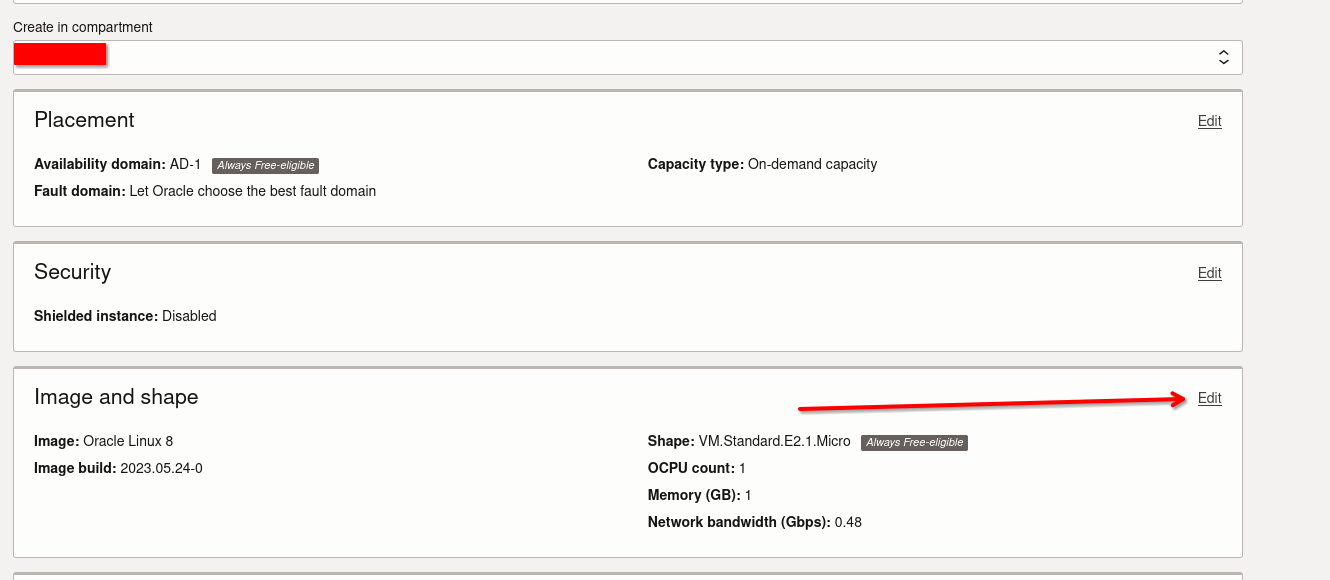 Create in compartment
Placement
Edit
Availability domain: AD-1 Always Free-eligible
Capacity type: On-demand capacity
Fault domain: Let Oracle choose the best fault domain
Security
Edit
Shielded instance: Disabled
Image and shape
Edit
Image: Oracle Linux 8
Image build: 2023.05.24-0
Shape: VM.Standard.E2.1.Micro Always Free-eligible
OCPU count: 1
Memory (GB): 1
Network bandwidth (Gbps): 0.48